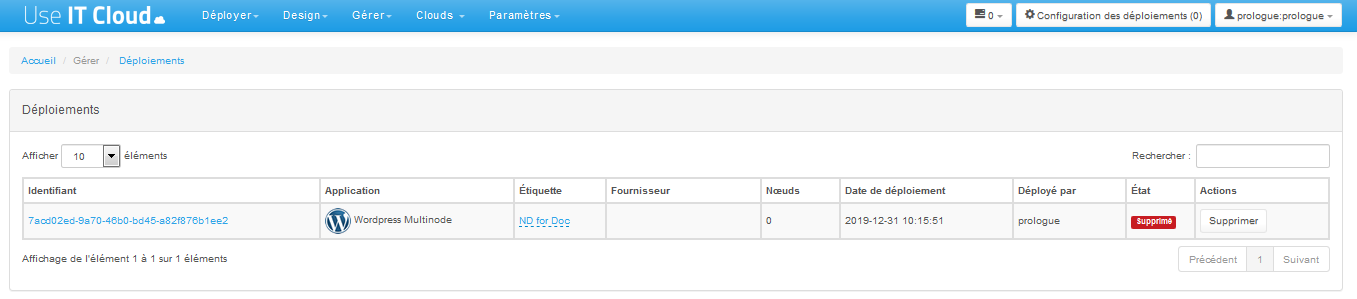 Use IT Cloud Déployer Design Gérer Clouds Paramètres 0 Configuration des déploiements (0) prologue:prologue
Accueil / Gérer / Déploiements
Déploiements
Afficher 10 éléments Rechercher :
Identifiant Application Étiquette Fournisseur Nœuds Date de déploiement Déployé par État Actions
7acd02ed-9a70-46b0-bd45-a82f876b1ee2 Wordpress Multinode ND for Doc 0 2019-12-31 10:15:51 prologue Supprimé Supprimer
Affichage de l'élément 1 à 1 sur 1 éléments Précédent 1 Suivant